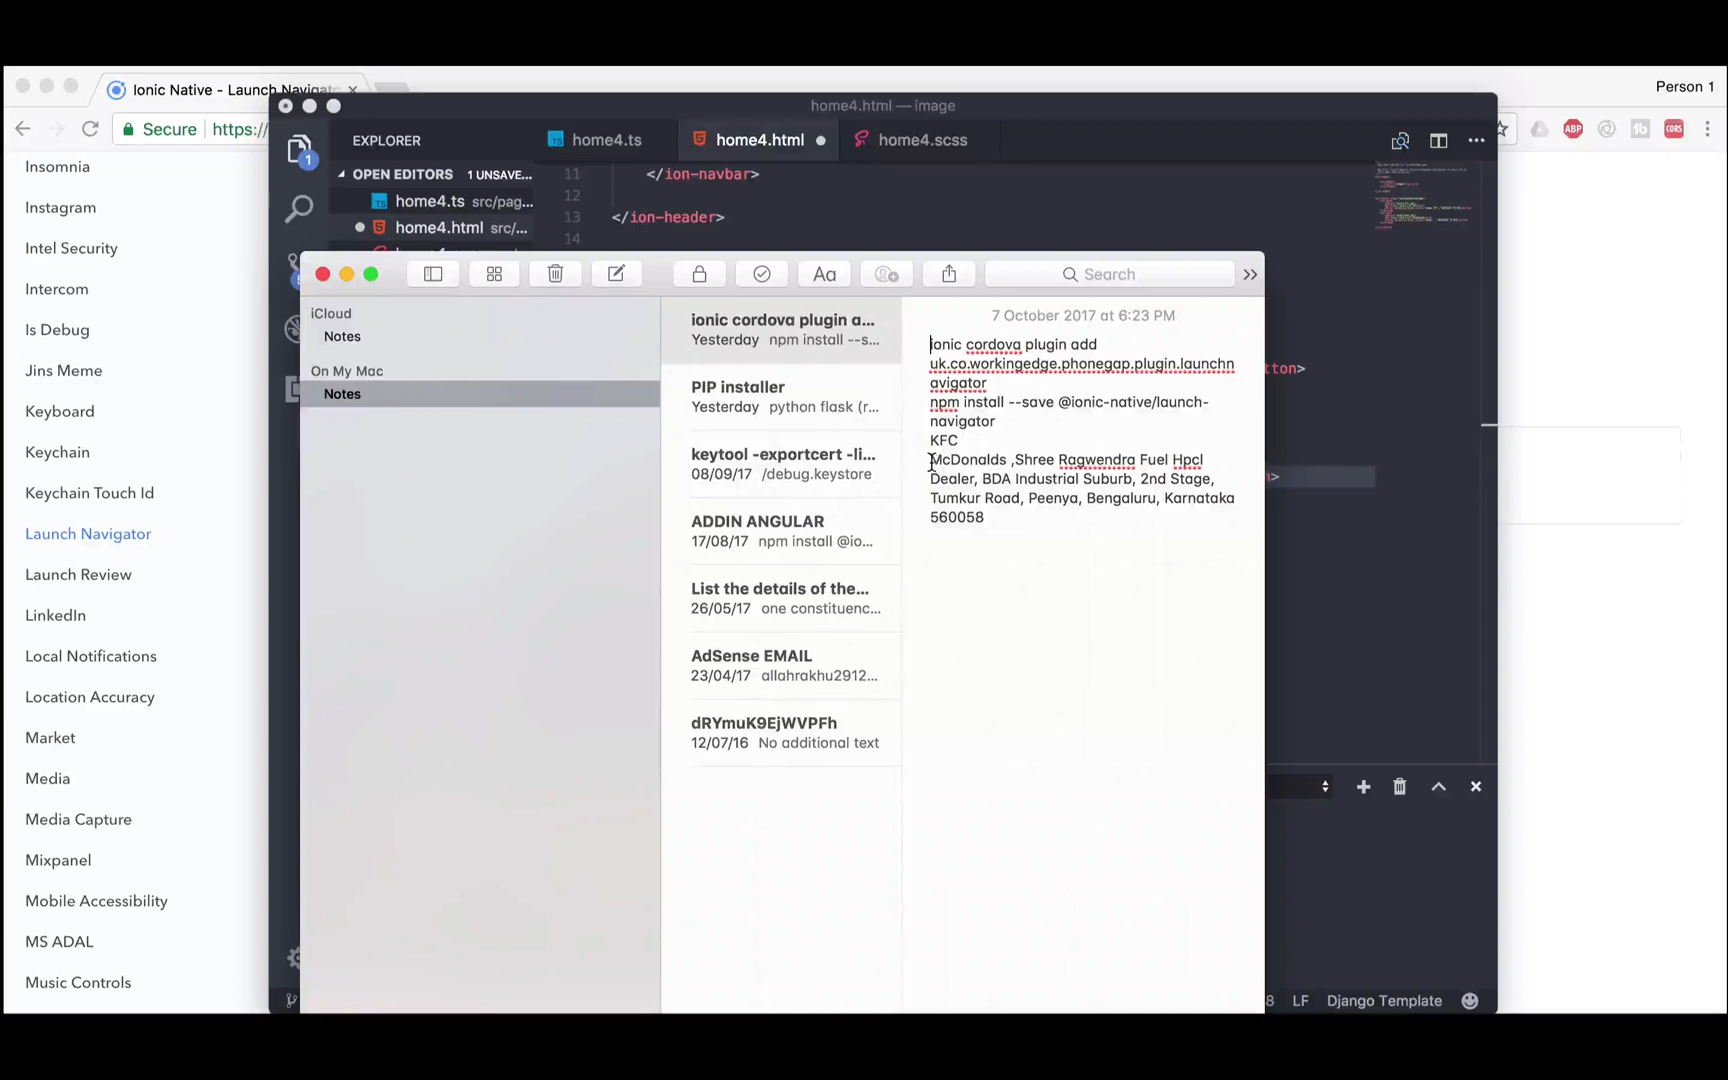 Ionic Native - Launch Navigat
Person 1
Secure
https://
ABP
CORS
Insomnia
Instagram
Intel Security
Intercom
Is Debug
Jins Meme
Keyboard
Keychain
Keychain Touch Id
Launch Navigator
Launch Review
LinkedIn
Local Notifications
Location Accuracy
Market
Media
Media Capture
Mixpanel
Mobile Accessibility
MS ADAL
Music Controls
home4.html — image
EXPLORER
home4.ts
home4.html
home4.scss
1
OPEN EDITORS
1 UNSAVE...
home4.ts src/pag...
home4.html src/...
11 </ion-navbar>
12
13 </ion-header>
14
tton>
>
8
LF
Django Template
Aa
Search
iCloud
Notes
On My Mac
Notes
ionic cordova plugin a...
Yesterday npm install --s...
PIP installer
Yesterday python flask (r...
keytool -exportcert -li...
08/09/17 /debug.keystore
ADDIN ANGULAR
17/08/17 npm install @io...
List the details of the...
26/05/17 one constituenc...
AdSense EMAIL
23/04/17 allahrakhu2912...
dRYmuK9EjWVPFh
12/07/16 No additional text
7 October 2017 at 6:23 PM
ionic cordova plugin add
uk.co.workingedge.phonegap.plugin.launchn
avigator
npm install --save @ionic-native/launch-
navigator
KFC
McDonalds ,Shree Ragwendra Fuel Hpcl
Dealer, BDA Industrial Suburb, 2nd Stage,
Tumkur Road, Peenya, Bengaluru, Karnataka
560058